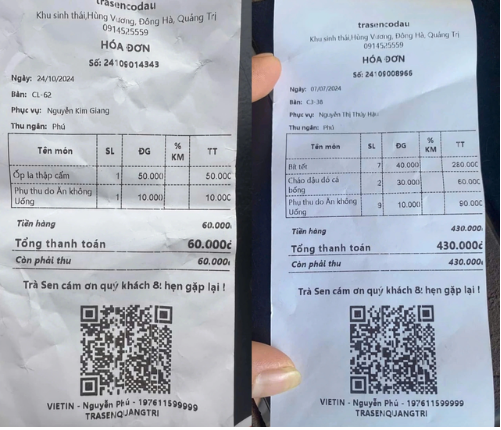 trasencodau
Khu sinh thái,Hùng Vương, Đông Hà, Quảng Trị
0914525559
HÓA ĐƠN
Số: 24106014343
Ngày: 24/10/2024
Bàn: CL-62
Phục vụ: Nguyễn Kim Giang
Thu ngân: Phú
Tên món SL ĐG % KM TT
Ốp la thập cẩm 1 50.000 50.000
Phụ thu do Ăn không Uống 1 10.000 10.000
Tiền hàng 60.000
Tổng thanh toán 60.000đ
Còn phải thu 60.000
Trà Sen cám ơn quý khách & hẹn gặp lại !
VIETIN - Nguyễn Phú - 197611599999
TRASENQUANGTRI
trasencodau
Khu sinh thái,Hùng Vương, Đông Hà, Quảng Trị
0914525559
HÓA ĐƠN
Số: 24106008966
Ngày: 01/07/2024
Bàn: C3-38
Phục vụ: Nguyễn Thị Thúy
Thu ngân: Phú
Tên món SL ĐG % KM TT
Bít tết 7 40.000 280.000
Cháo đậu đỏ cà bống 2 30.000 60.000
Phụ thu do Ăn không Uống 9 10.000 90.000
Tiền hàng 430.000
Tổng thanh toán 430.000đ
Còn phải thu 430.000
Trà Sen cám ơn quý khách & hẹn gặp lại !
VIETIN - Nguyễn Phú - 197611599999
TRASENQUANGTRI